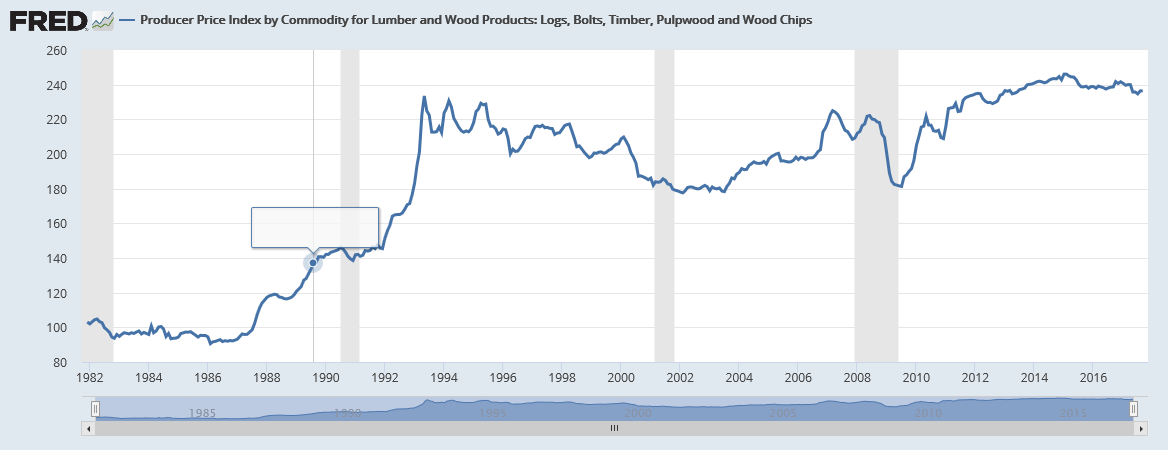 FRED
Producer Price Index by Commodity for Lumber and Wood Products: Logs, Bolts, Timber, Pulpwood and Wood Chips
260
240
220
200
180
160
140
120
100
80
1982 1984 1986 1988 1990 1992 1994 1996 1998 2000 2002 2004 2006 2008 2010 2012 2014 2016
1985 1990 1995 2000 2005 2010 2015